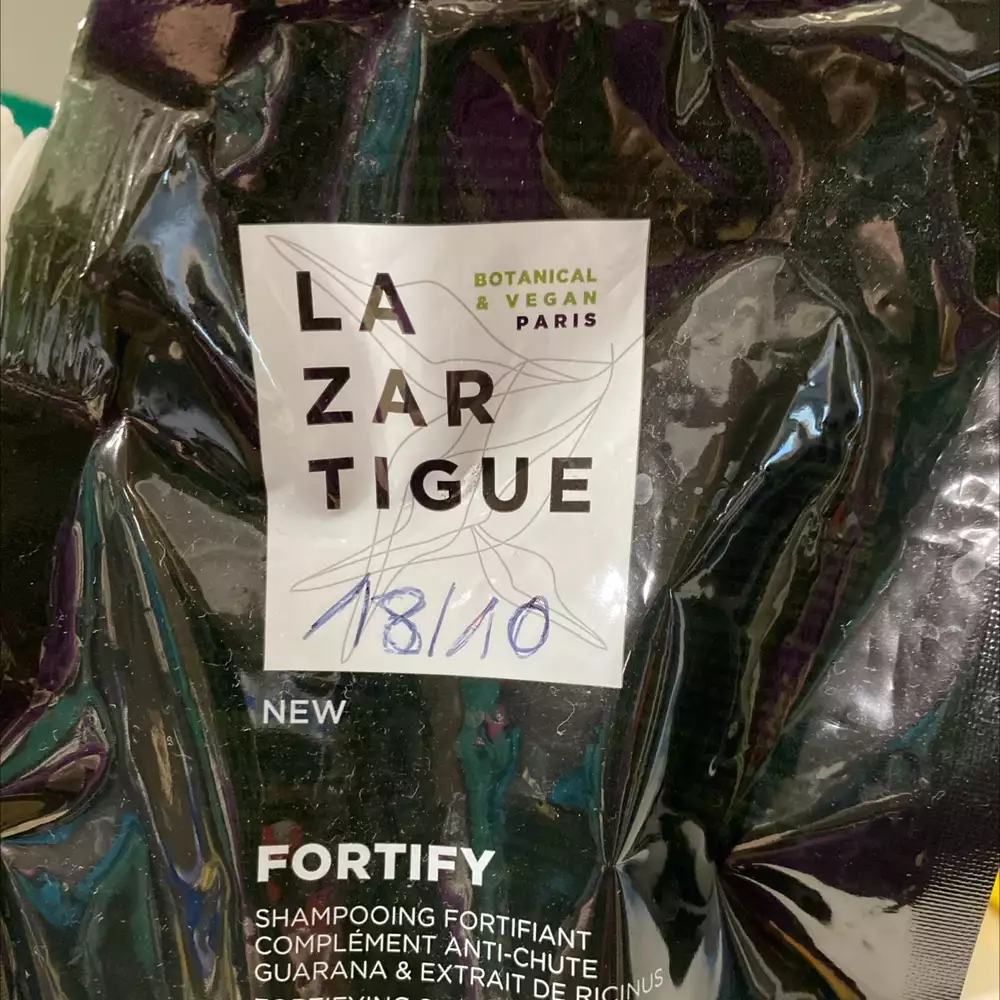 LA
ZAR
TIGUE
BOTANICAL
& VEGAN
PARIS
18/10
NEW
FORTIFY
SHAMPOOING FORTIFIANT
COMPLÉMENT ANTI-CHUTE
GUARANA & EXTRAIT DE RICINUS
FORTIFYING